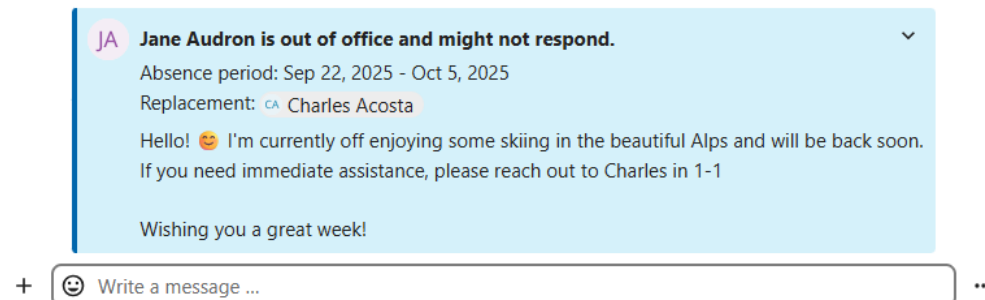 JA Jane Audron is out of office and might not respond.
Absence period: Sep 22, 2025 - Oct 5, 2025
Replacement: CA Charles Acosta
Hello! 😊 I'm currently off enjoying some skiing in the beautiful Alps and will be back soon.
If you need immediate assistance, please reach out to Charles in 1-1
Wishing you a great week!
Write a message ...